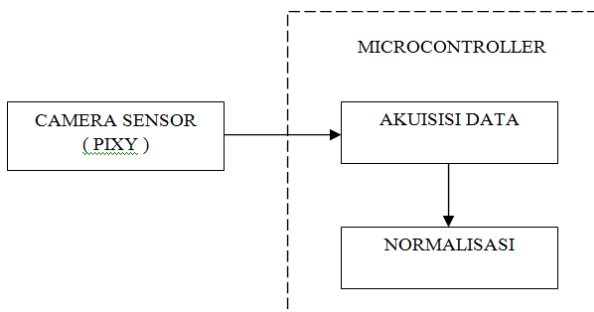 MICROCONTROLLER
CAMERA SENSOR
( PIXY )
AKUISISI DATA
NORMALISASI